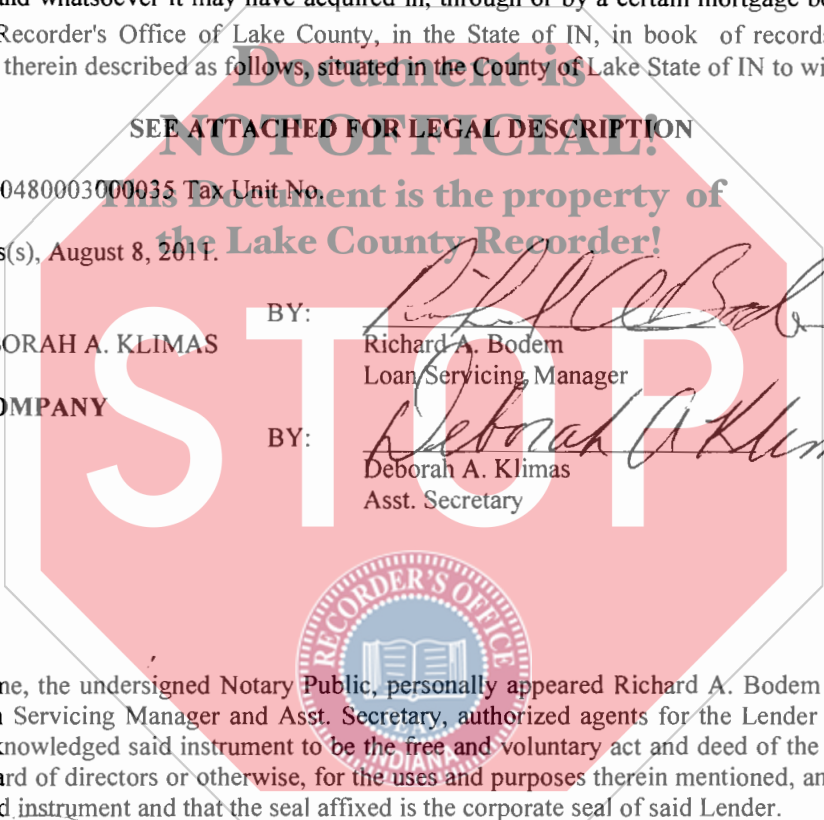 whatsoever it may have acquired in, through or by a certain mortgage
Recorder's Office of Lake County, in the State of IN, in book of records
therein described as follows, situated in the County of Lake State of IN to
Document is
SEE ATTACHED FOR LEGAL DESCRIPTION
NOT OFFICIAL!
0480003000035 Tax Unit No.
This Document is the property of
the Lake County Recorder!
s(s), August 8, 2011.
BY:
ORAH A. KLIMAS
Richard A. Bodem
Loan Servicing Manager
STOP
OMPANY
BY:
Deborah A Klim
Deborah A. Klimas
Asst. Secretary
RECORDER'S OFFICE
SEAL
INDIANA
me, the undersigned Notary Public, personally appeared Richard A. Bodem
Servicing Manager and Asst. Secretary, authorized agents for the Lender
knowledged said instrument to be the free and voluntary act and deed of the
ard of directors or otherwise, for the uses and purposes therein mentioned, an
d instrument and that the seal affixed is the corporate seal of said Lender.